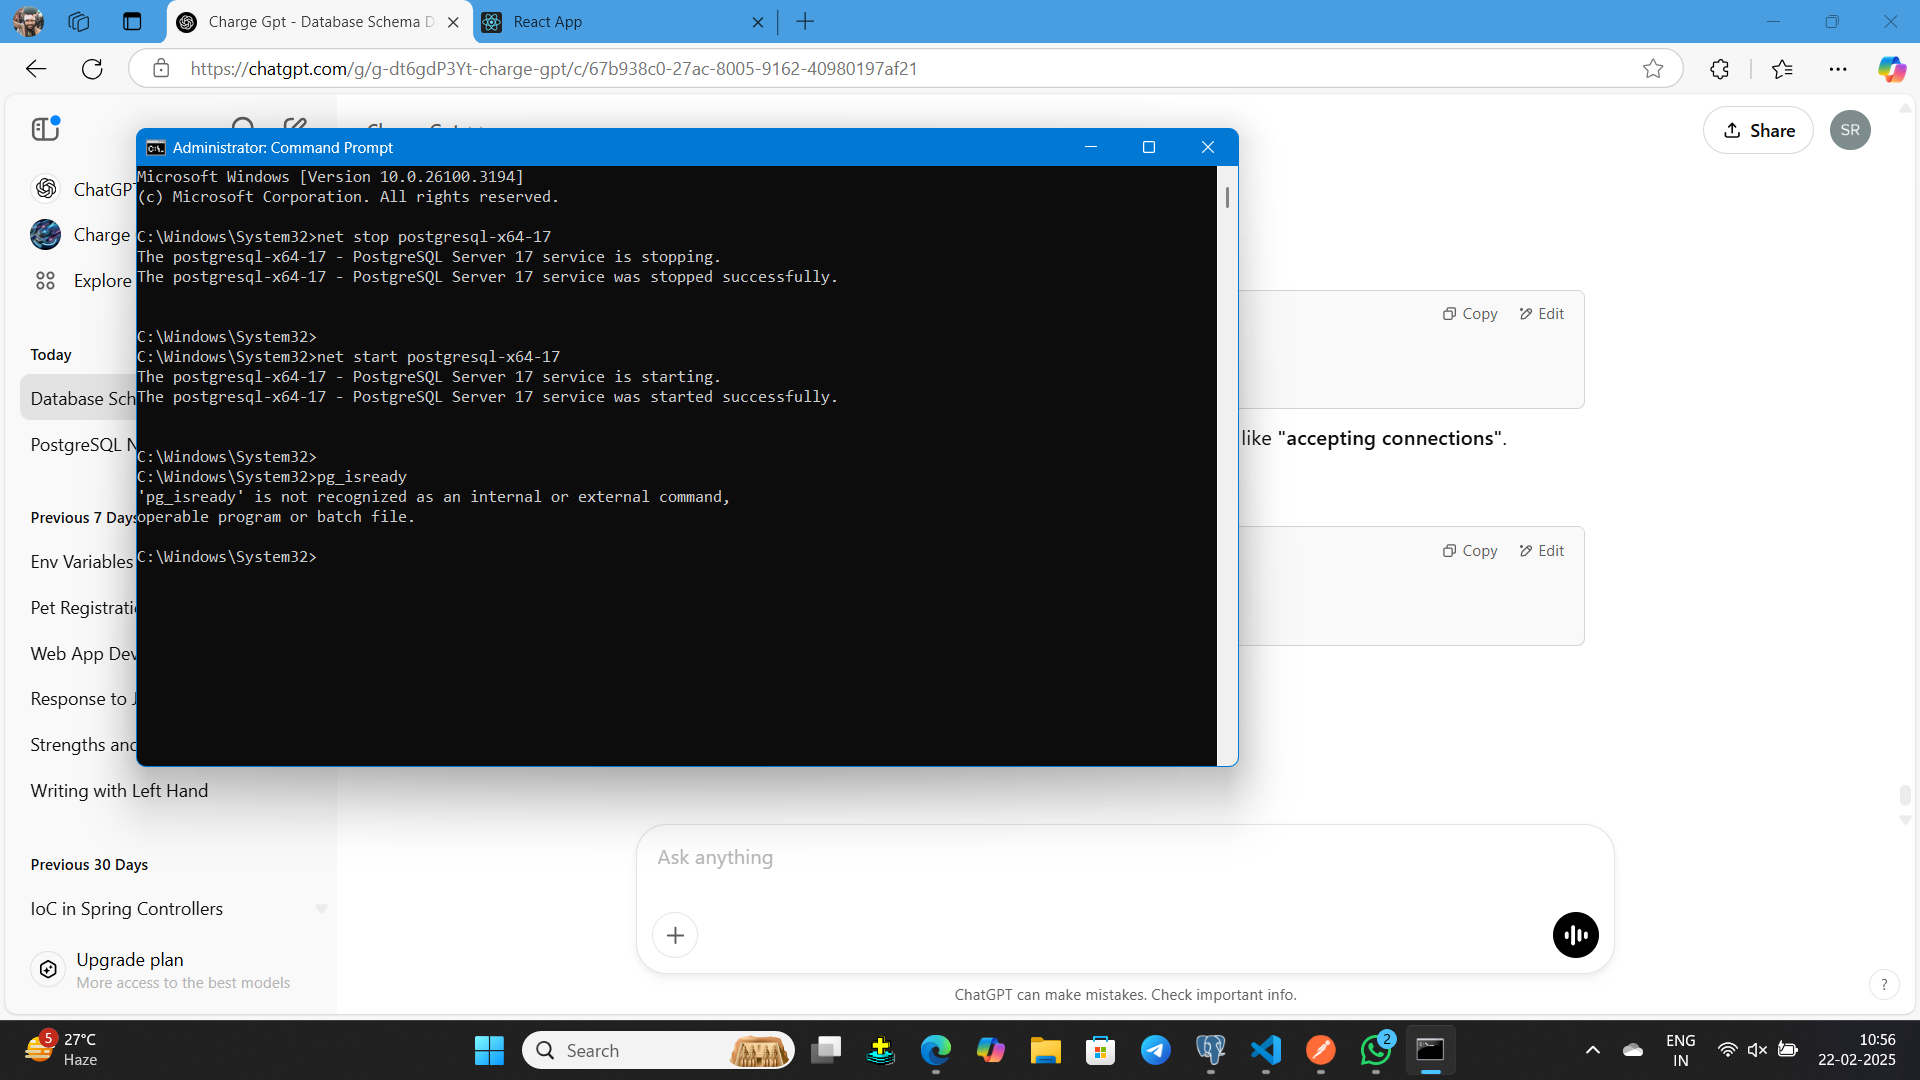 Charge Gpt - Database Schema D
React App
https://chatgpt.com/g/g-dt6gdP3Yt-charge-gpt/c/67b938c0-27ac-8005-9162-40980197af21
Share
SR
Administrator: Command Prompt
Microsoft Windows [Version 10.0.26100.3194]
(c) Microsoft Corporation. All rights reserved.
C:\Windows\System32>net stop postgresql-x64-17
The postgresql-x64-17 - PostgreSQL Server 17 service is stopping.
The postgresql-x64-17 - PostgreSQL Server 17 service was stopped successfully.
C:\Windows\System32>
C:\Windows\System32>net start postgresql-x64-17
The postgresql-x64-17 - PostgreSQL Server 17 service is starting.
The postgresql-x64-17 - PostgreSQL Server 17 service was started successfully.
C:\Windows\System32>
C:\Windows\System32>pg_isready
'pg_isready' is not recognized as an internal or external command,
operable program or batch file.
C:\Windows\System32>
ChatGPT
Charge
Explore
Today
Database Sch
PostgreSQL N
Previous 7 Days
Env Variables
Pet Registratio
Web App Dev
Response to J
Strengths and
Writing with Left Hand
Previous 30 Days
IoC in Spring Controllers
Upgrade plan
More access to the best models
Copy Edit
like "accepting connections".
Copy Edit
Ask anything
ChatGPT can make mistakes. Check important info.
?
5
27°C
Haze
Search
2
ENG
IN
10:56
22-02-2025